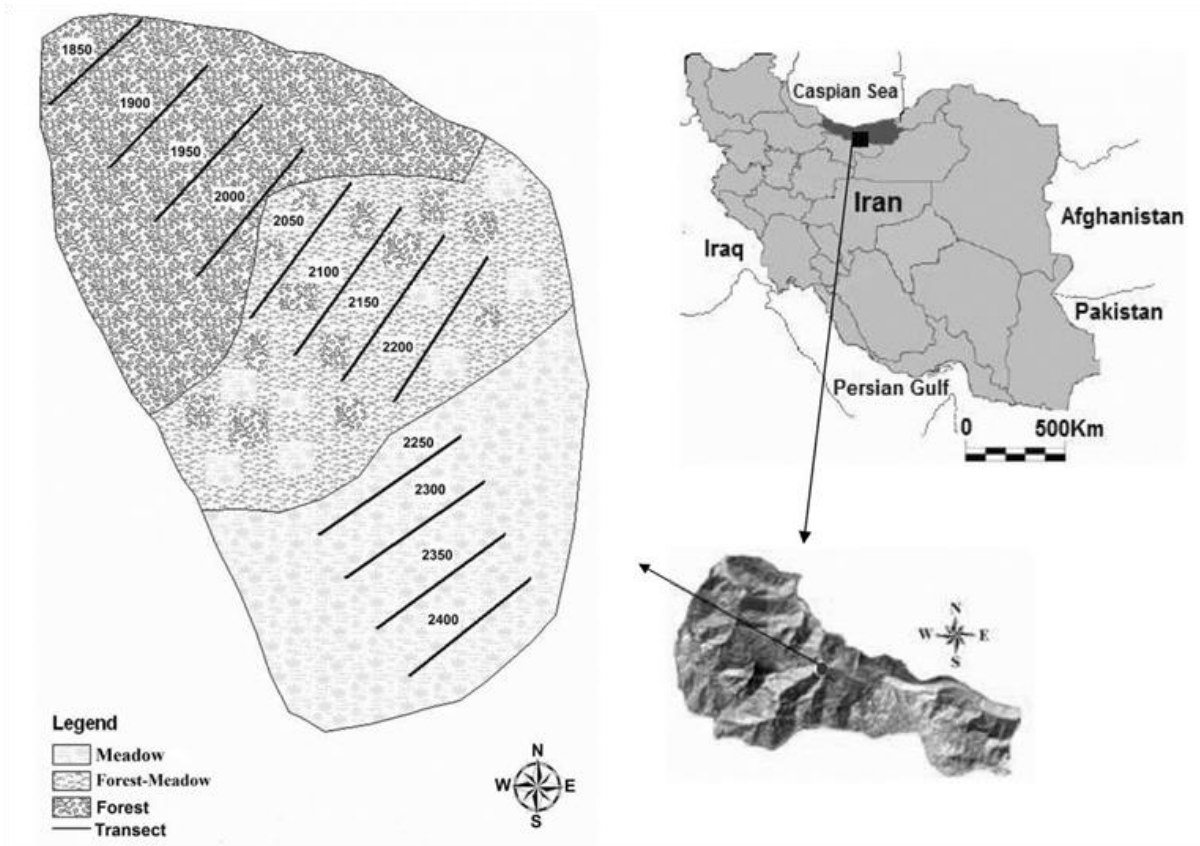 1850
1900
1950
2000
2050
2100
2150
2200
2250
2300
2350
2400
Legend
Meadow
Forest-Meadow
Forest
Transect
N
W E
S
Caspian Sea
Iran
Afghanistan
Iraq
Pakistan
Persian Gulf
0 500Km
N
W E
S